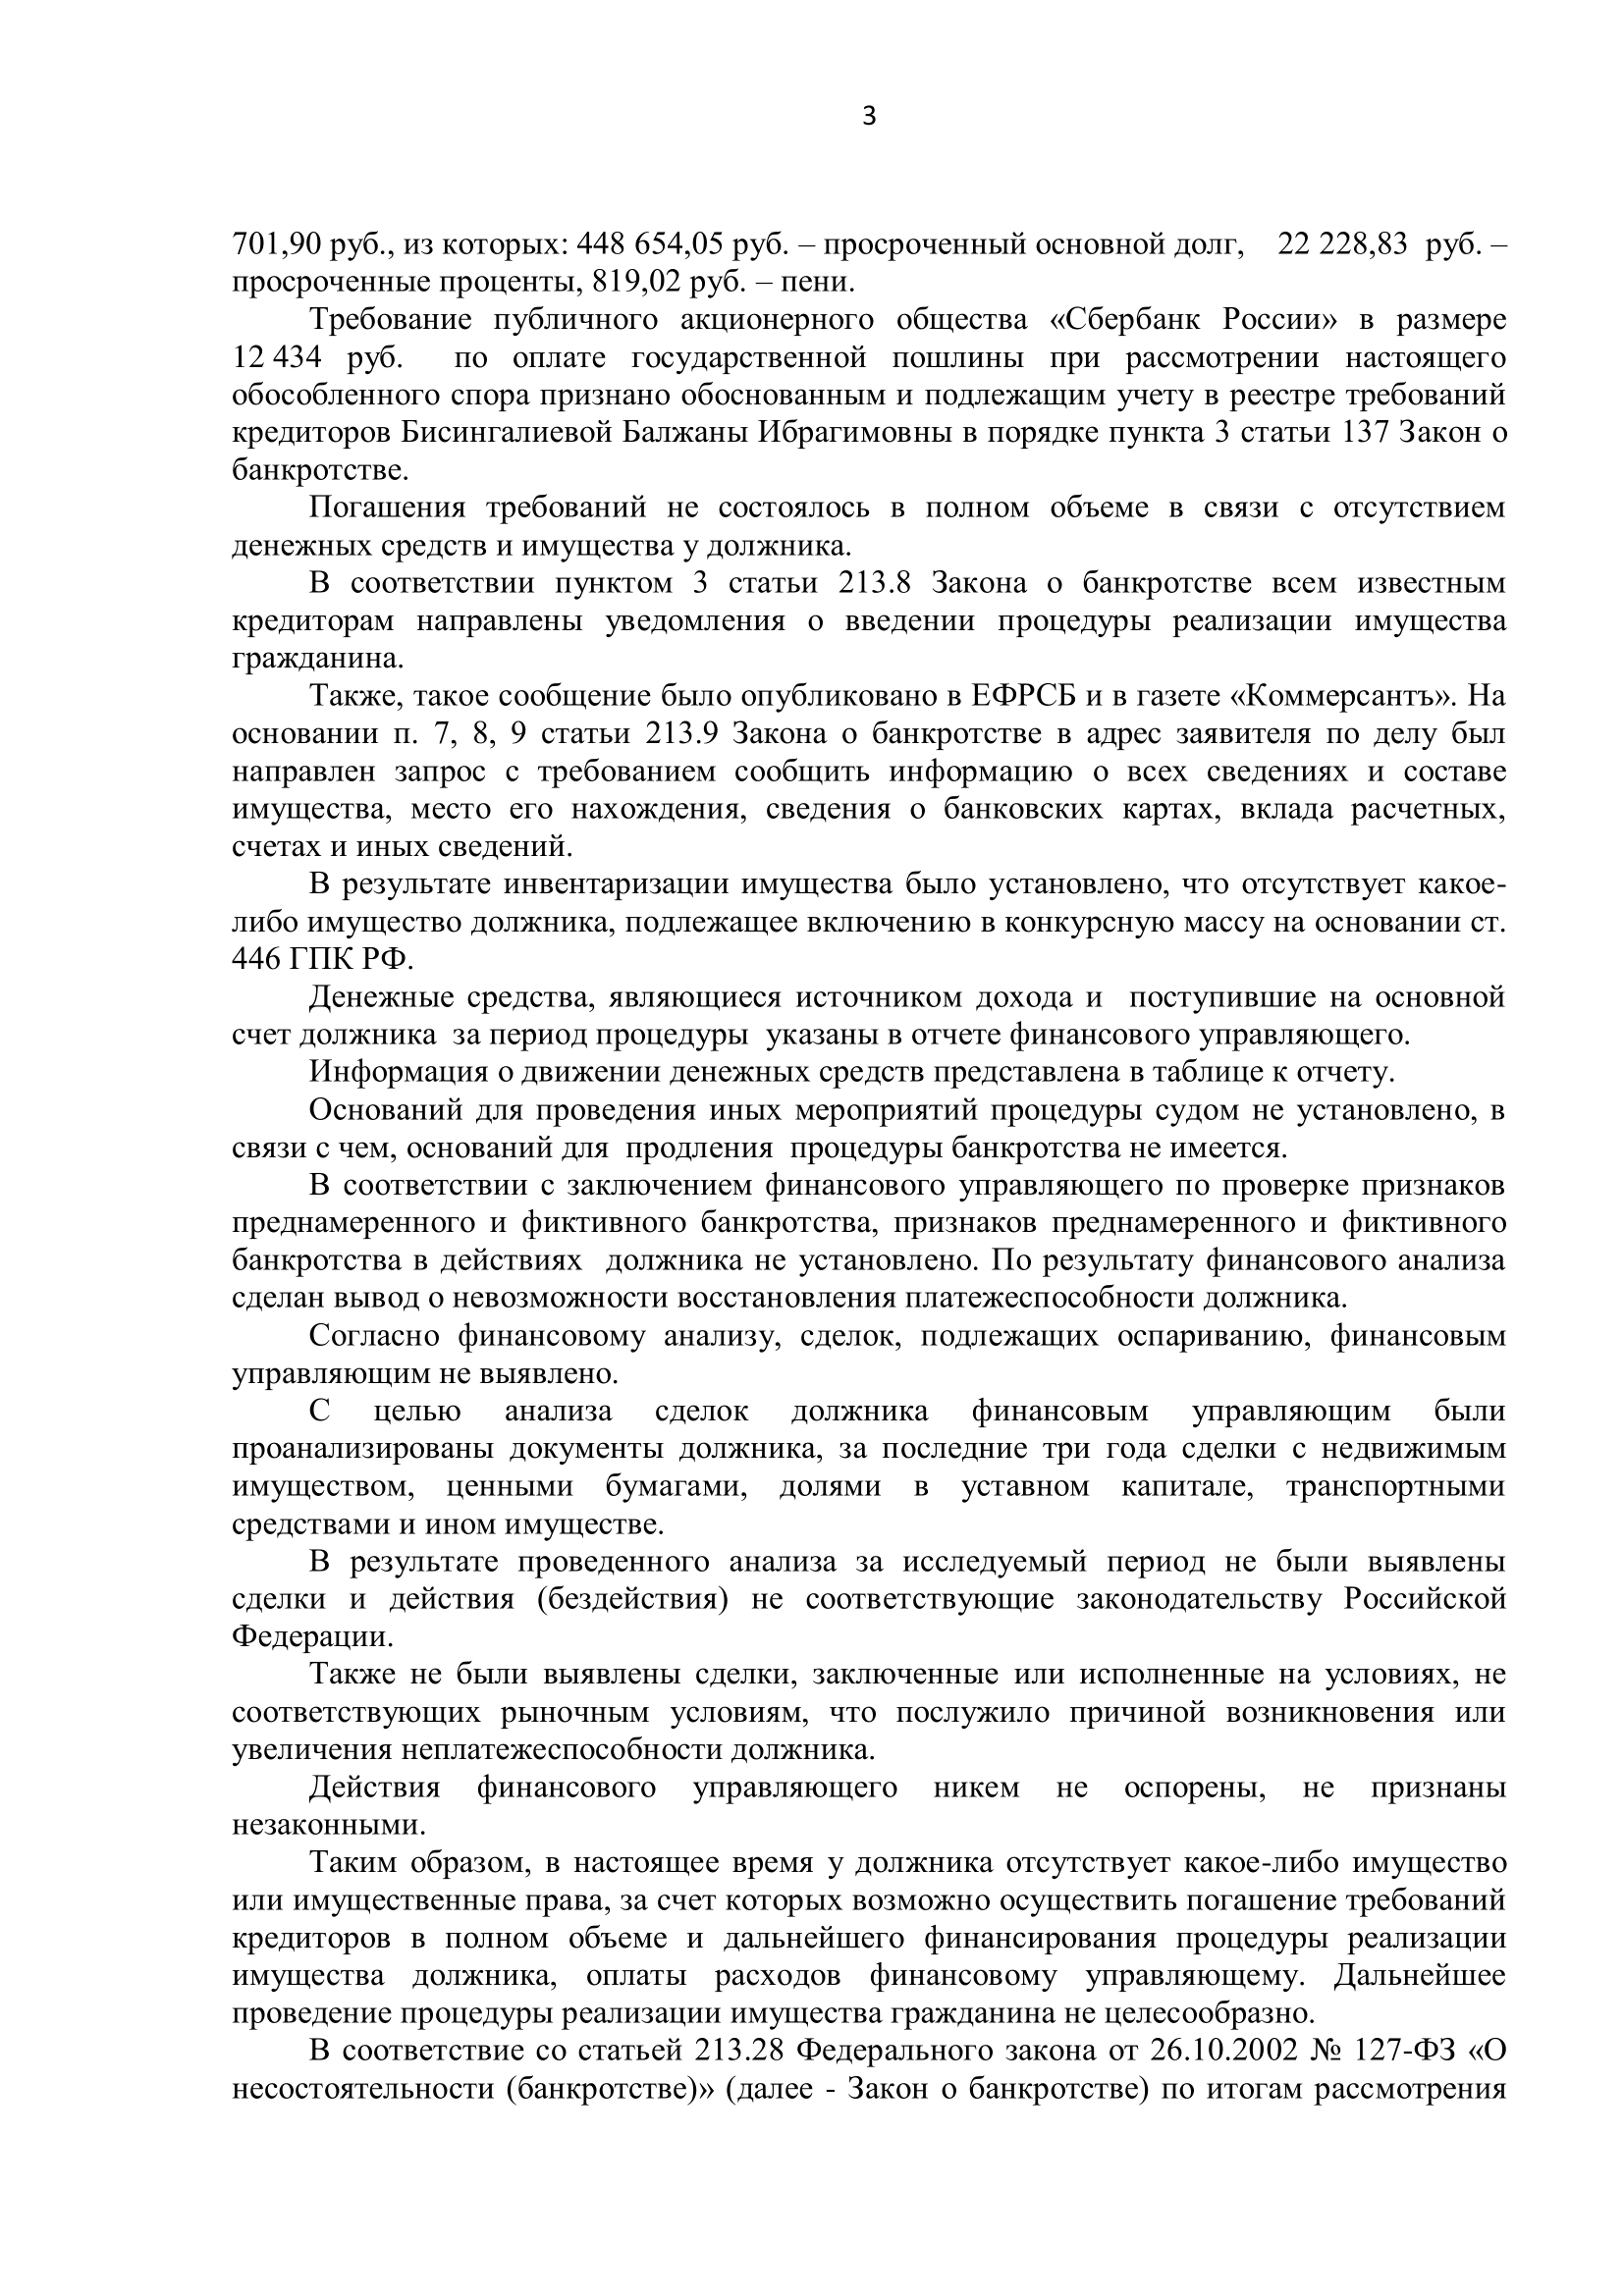 3
701,90 руб., из которых: 448 654,05 руб. – просроченный основной долг, 22 228,83 руб. –
просроченные проценты, 819,02 руб. – пени.
Требование публичного акционерного общества «Сбербанк России» в размере
12 434 руб. по оплате государственной пошлины при рассмотрении настоящего
обособленного спора признано обоснованным и подлежащим учету в реестре требований
кредиторов Бисингалиевой Балжаны Ибрагимовны в порядке пункта 3 статьи 137 Закон о
банкротстве.
Погашения требований не состоялось в полном объеме в связи с отсутствием
денежных средств и имущества у должника.
В соответствии пунктом 3 статьи 213.8 Закона о банкротстве всем известным
кредиторам направлены уведомления о введении процедуры реализации имущества
гражданина.
Также, такое сообщение было опубликовано в ЕФРСБ и в газете «Коммерсантъ». На
основании п. 7, 8, 9 статьи 213.9 Закона о банкротстве в адрес заявителя по делу был
направлен запрос с требованием сообщить информацию о всех сведениях и составе
имущества, место его нахождения, сведения о банковских картах, вклада расчетных,
счетах и иных сведений.
В результате инвентаризации имущества было установлено, что отсутствует какое-
либо имущество должника, подлежащее включению в конкурсную массу на основании ст.
446 ГПК РФ.
Денежные средства, являющиеся источником дохода и поступившие на основной
счет должника за период процедуры указаны в отчете финансового управляющего.
Информация о движении денежных средств представлена в таблице к отчету.
Оснований для проведения иных мероприятий процедуры судом не установлено, в
связи с чем, оснований для продления процедуры банкротства не имеется.
В соответствии с заключением финансового управляющего по проверке признаков
преднамеренного и фиктивного банкротства, признаков преднамеренного и фиктивного
банкротства в действиях должника не установлено. По результату финансового анализа
сделан вывод о невозможности восстановления платежеспособности должника.
Согласно финансовому анализу, сделок, подлежащих оспариванию, финансовым
управляющим не выявлено.
С целью анализа сделок должника финансовым управляющим были
проанализированы документы должника, за последние три года сделки с недвижимым
имуществом, ценными бумагами, долями в уставном капитале, транспортными
средствами и ином имуществе.
В результате проведенного анализа за исследуемый период не были выявлены
сделки и действия (бездействия) не соответствующие законодательству Российской
Федерации.
Также не были выявлены сделки, заключенные или исполненные на условиях, не
соответствующих рыночным условиям, что послужило причиной возникновения или
увеличения неплатежеспособности должника.
Действия финансового управляющего никем не оспорены, не признаны
незаконными.
Таким образом, в настоящее время у должника отсутствует какое-либо имущество
или имущественные права, за счет которых возможно осуществить погашение требований
кредиторов в полном объеме и дальнейшего финансирования процедуры реализации
имущества должника, оплаты расходов финансовому управляющему. Дальнейшее
проведение процедуры реализации имущества гражданина не целесообразно.
В соответствие со статьей 213.28 Федерального закона от 26.10.2002 № 127-ФЗ «О
несостоятельности (банкротстве)» (далее - Закон о банкротстве) по итогам рассмотрения